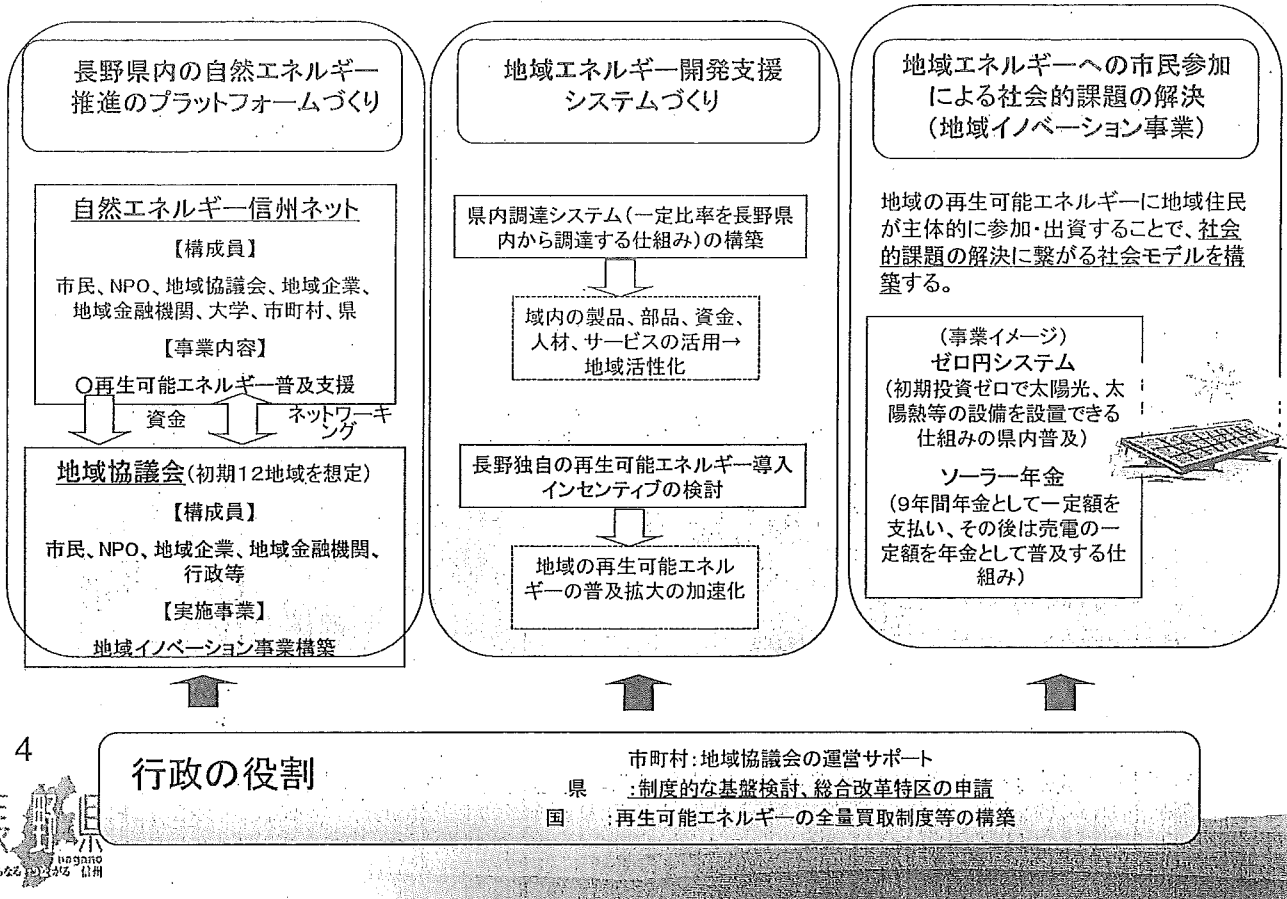 長野県内の自然エネルギー
推進のプラットフォームづくり
自然エネルギー信州ネット
【構成員】
市民、NPO、地域協議会、地域企業、
地域金融機関、大学、市町村、県
【事業内容】
○再生可能エネルギー普及支援
資金
ネットワーキ
ング
地域協議会(初期12地域を想定)
【構成員】
市民、NPO、地域企業、地域金融機関、
行政等
【実施事業】
地域イノベーション事業構築
地域エネルギー開発支援
システムづくり
県内調達システム(一定比率を長野県
内から調達する仕組み)の構築
域内の製品、部品、資金、
人材、サービスの活用→
地域活性化
長野独自の再生可能エネルギー導入
インセンティブの検討
地域の再生可能エネル
ギーの普及拡大の加速化
地域エネルギーへの市民参加
による社会的課題の解決
(地域イノベーション事業)
地域の再生可能エネルギーに地域住民
が主体的に参加・出資することで、社会
的課題の解決に繋がる社会モデルを構
築する。
(事業イメージ)
ゼロ円システム
(初期投資ゼロで太陽光、太
陽熱等の設備を設置できる
仕組みの県内普及)
ソーラー年金
(9年間年金として一定額を
支払い、その後は売電の一
定額を年金として普及する仕
組み)
4
行政の役割
市町村:地域協議会の運営サポート
県 :制度的な基盤検討、総合改革特区の申請
国 :再生可能エネルギーの全量買取制度等の構築
長野県
nagano
信州